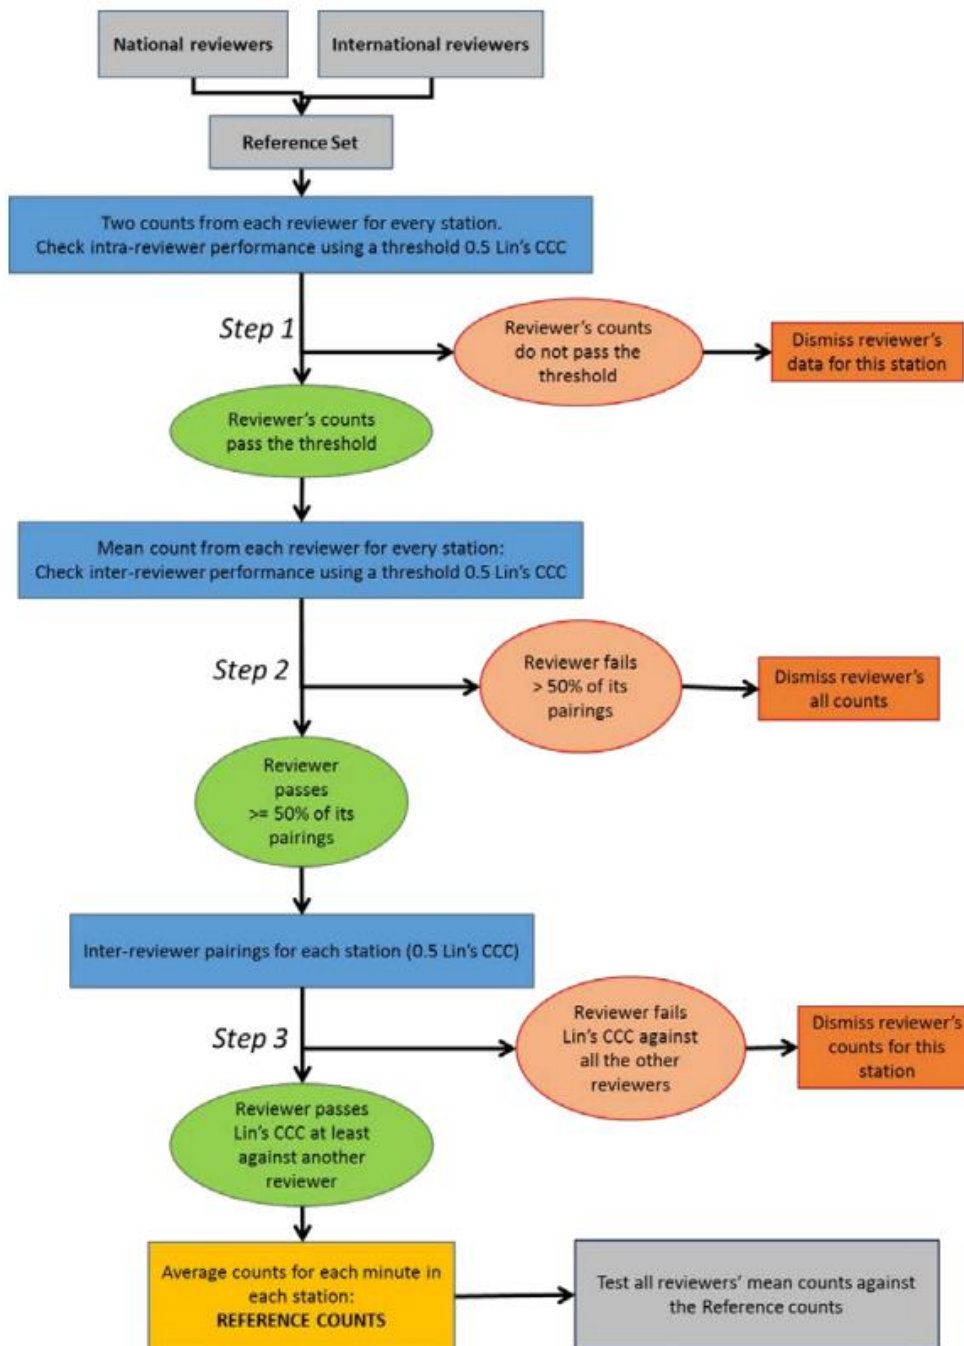 National reviewers
International reviewers
Reference Set
Two counts from each reviewer for every station.
Check intra-reviewer performance using a threshold 0.5 Lin's CCC
Step 1
Reviewer's counts
do not pass the
threshold
Dismiss reviewer's
data for this station
Reviewer's counts
pass the threshold
Mean count from each reviewer for every station:
Check inter-reviewer performance using a threshold 0.5 Lin's CCC
Step 2
Reviewer fails
> 50% of its
pairings
Dismiss reviewer's
all counts
Reviewer
passes
>= 50% of its
pairings
Inter-reviewer pairings for each station (0.5 Lin's CCC)
Step 3
Reviewer fails
Lin's CCC against
all the other
reviewers
Dismiss reviewer's
counts for this
station
Reviewer passes
Lin's CCC at least
against another
reviewer
Average counts for each minute in
each station:
REFERENCE COUNTS
Test all reviewers' mean counts against
the Reference counts